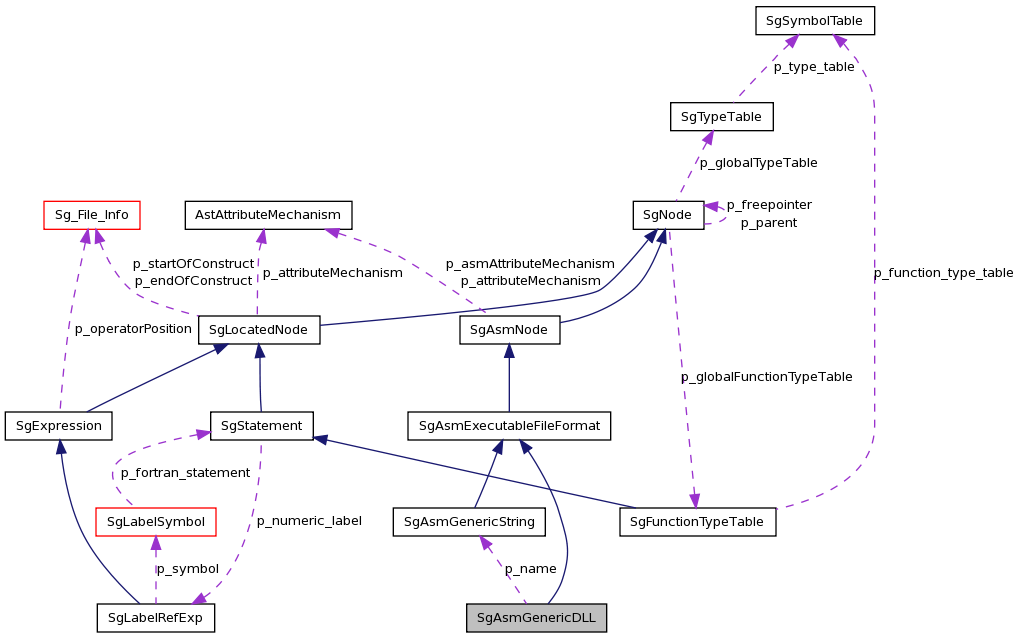 SgSymbolTable
p_type_table
SgTypeTable
p_globalTypeTable
Sg_File_Info
AstAttributeMechanism
SgNode
p_freepointer
p_parent
p_startOfConstruct
p_endOfConstruct
p_attributeMechanism
p_asmAttributeMechanism
p_attributeMechanism
p_function_type_table
p_operatorPosition
SgLocatedNode
SgAsmNode
p_globalFunctionTypeTable
SgExpression
SgStatement
SgAsmExecutableFileFormat
p_fortran_statement
SgLabelSymbol
p_numeric_label
SgAsmGenericString
SgFunctionTypeTable
p_symbol
p_name
SgLabelRefExp
SgAsmGenericDLL